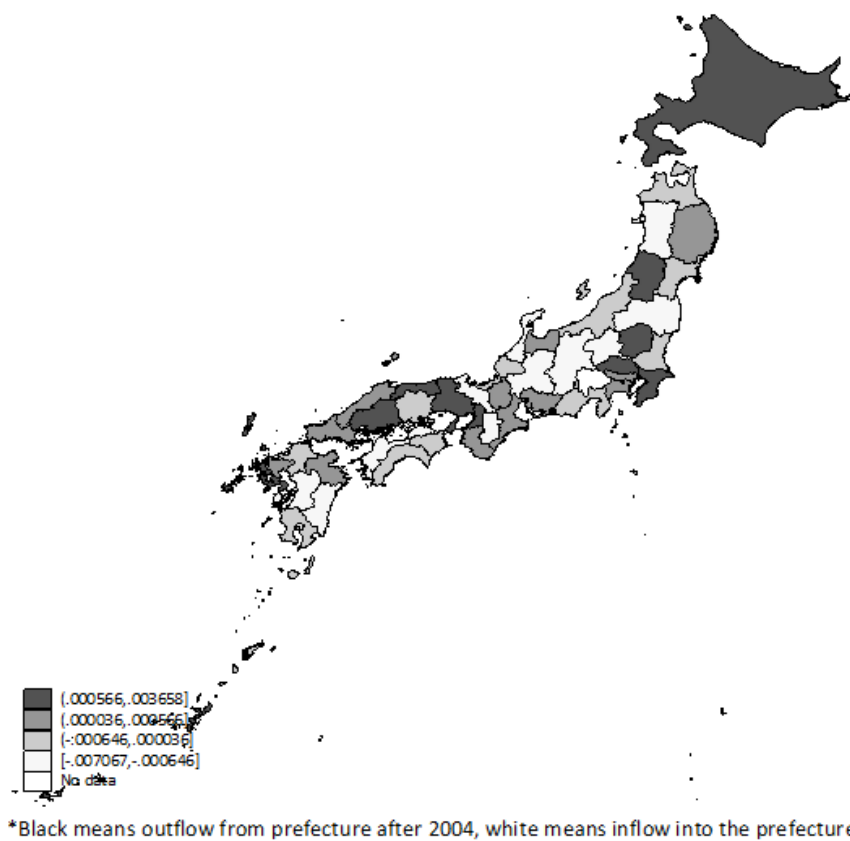 (.000566,.003658]
(.000036,.000566]
(-.000646,.000036]
[-.007067,-.000646]
No data
*Black means outflow from prefecture after 2004, white means inflow into the prefecture